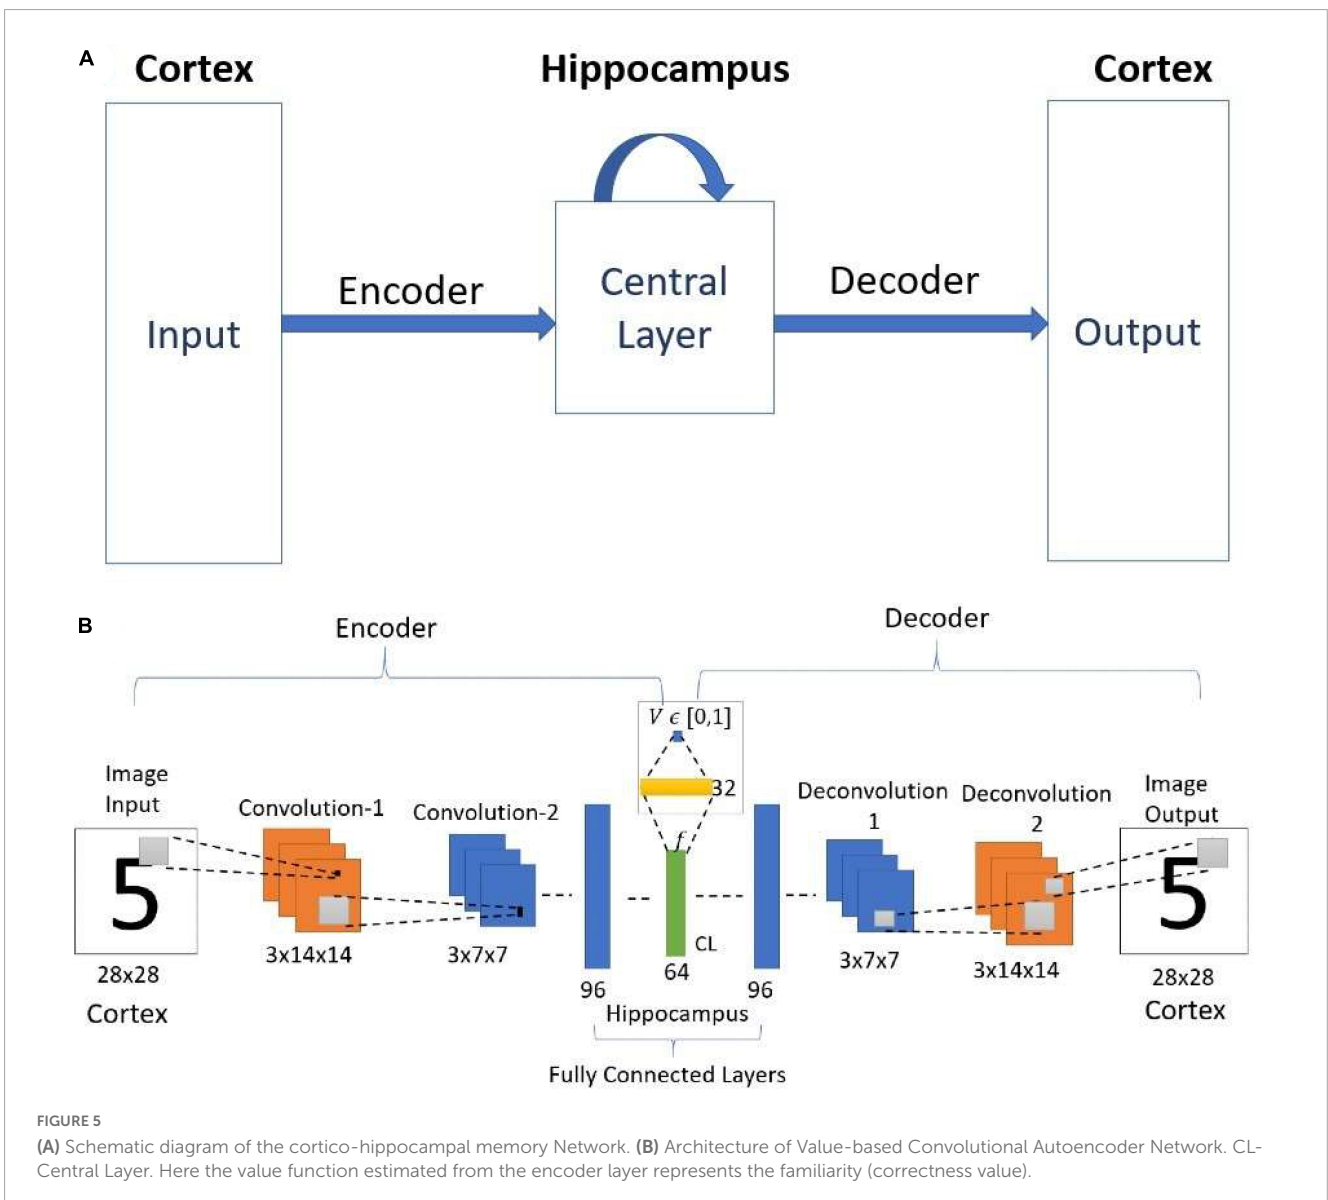 A
Cortex
Hippocampus
Cortex
Encoder
Decoder
Central
Layer
Input
Output
B
Encoder
Decoder
V ϵ [0,1]
32
Image
Input
Convolution-1
Convolution-2
Deconvolution
1
Deconvolution
2
Image
Output
f
5
5
CL
3x14x14
3x7x7
64
3x7x7
3x14x14
28x28
28x28
96
96
Cortex
Hippocampus
Cortex
Fully Connected Layers
FIGURE 5
(A) Schematic diagram of the cortico-hippocampal memory Network. (B) Architecture of Value-based Convolutional Autoencoder Network. CL-
Central Layer. Here the value function estimated from the encoder layer represents the familiarity (correctness value).